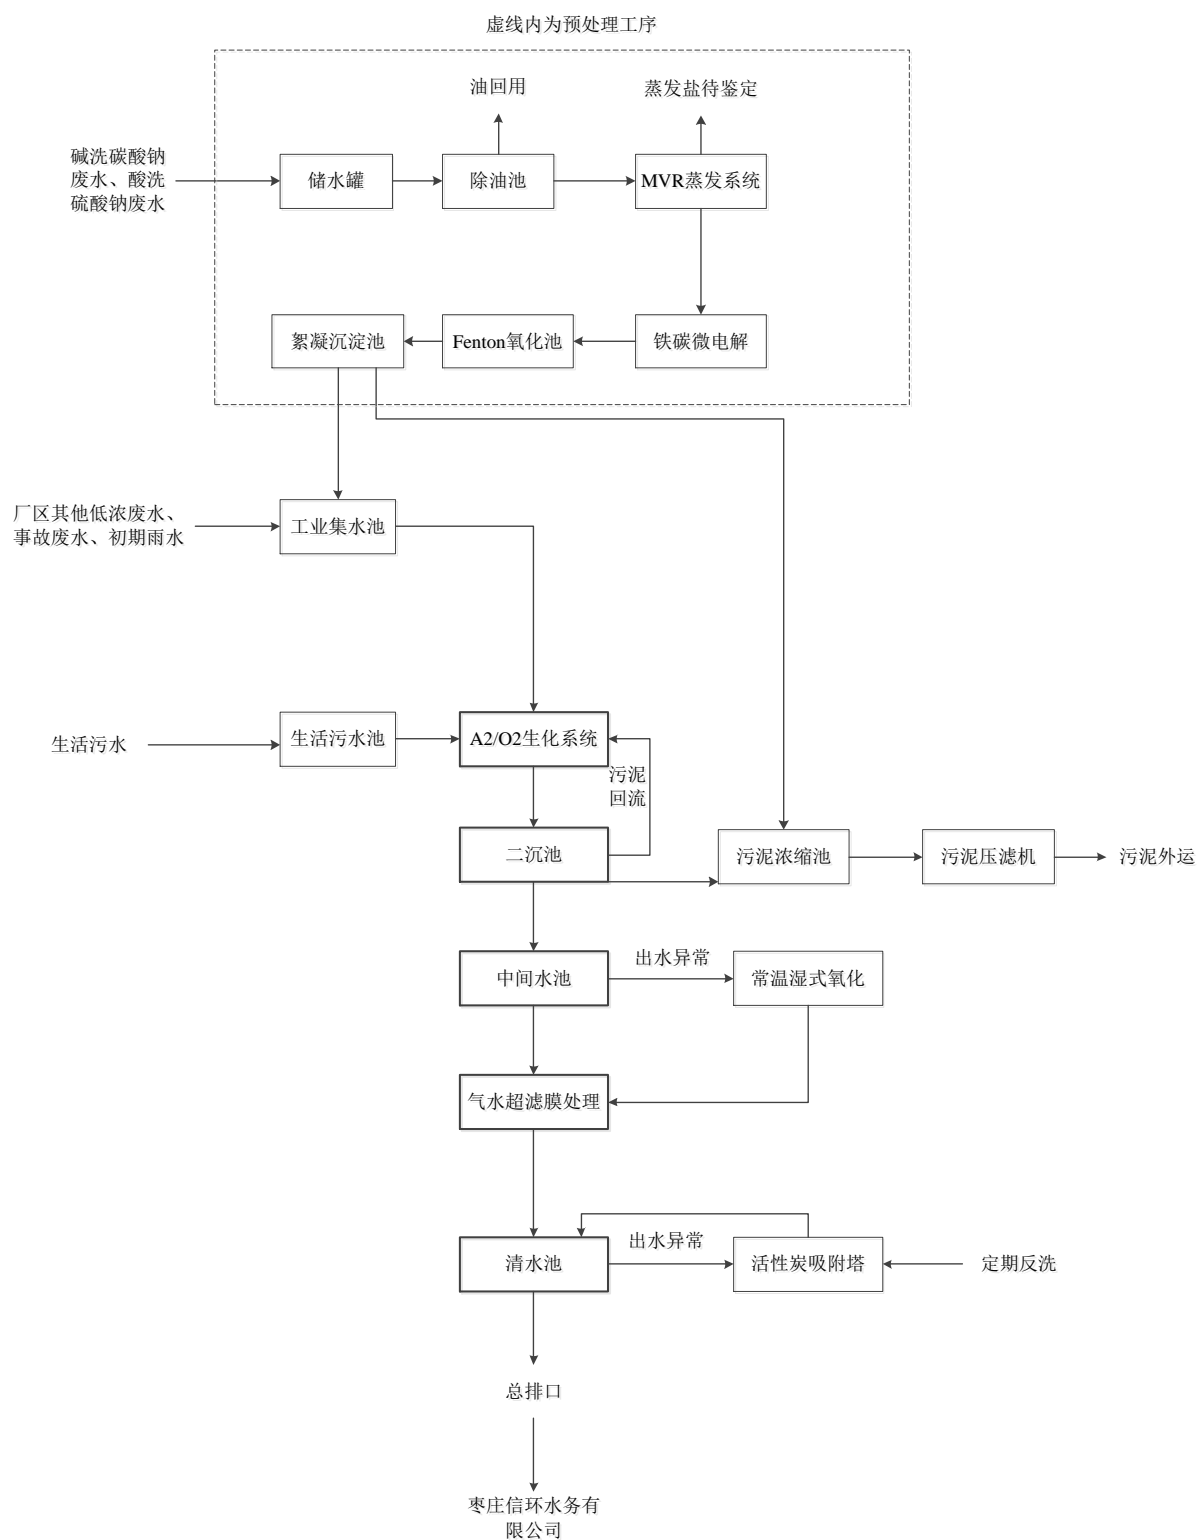 虚线内为预处理工序
油回用
蒸发盐待鉴定
碱洗碳酸钠
废水、酸洗
硫酸钠废水
储水罐
除油池
MVR蒸发系统
絮凝沉淀池
Fenton氧化池
铁碳微电解
厂区其他低浓废水、
事故废水、初期雨水
工业集水池
生活污水
生活污水池
A2/O2生化系统
污泥
回流
二沉池
污泥浓缩池
污泥压滤机
污泥外运
中间水池
出水异常
常温湿式氧化
气水超滤膜处理
清水池
出水异常
活性炭吸附塔
定期反洗
总排口
枣庄信环水务有
限公司